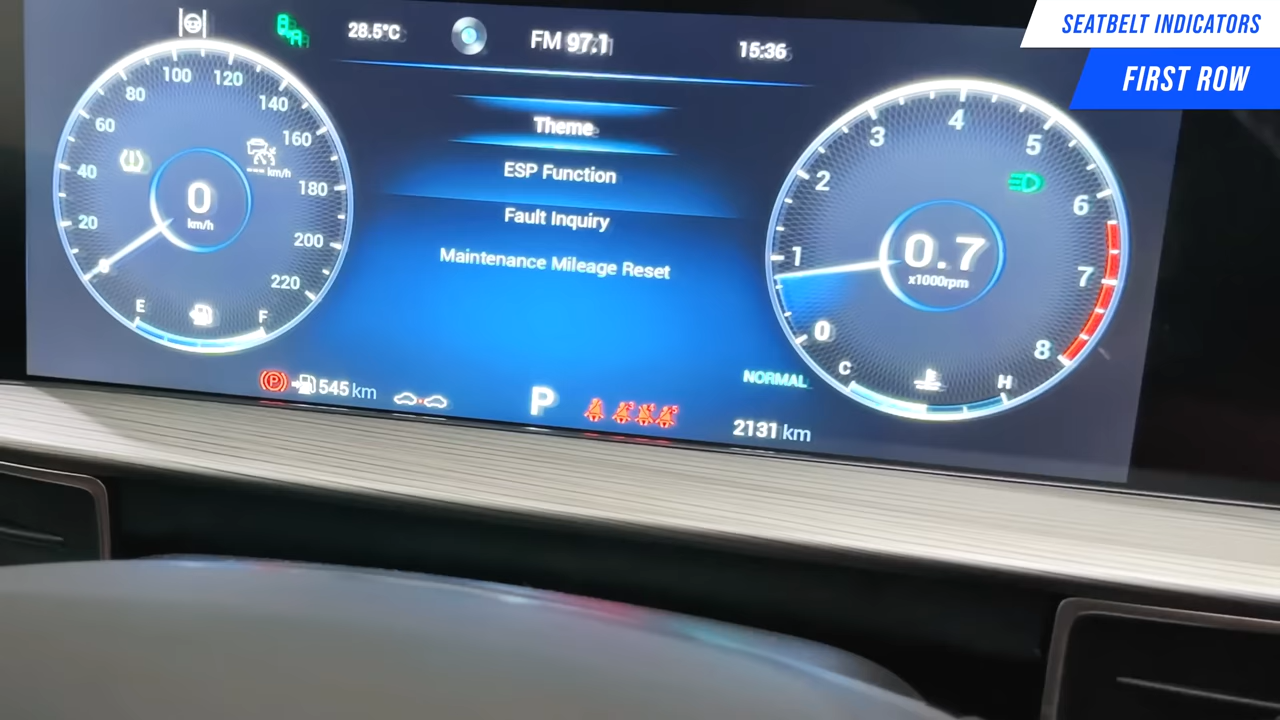 SEATBELT INDICATORS
FIRST ROW
28.5°C
FM 97.1
15:36
20
40
60
80
100
120
140
160
180
200
220
0
km/h
--- km/h
E
F
Theme
ESP Function
Fault Inquiry
Maintenance Mileage Reset
0
1
2
3
4
5
6
7
8
0.7
x1000rpm
C
H
NORMAL
P
545 km
P
2131 km